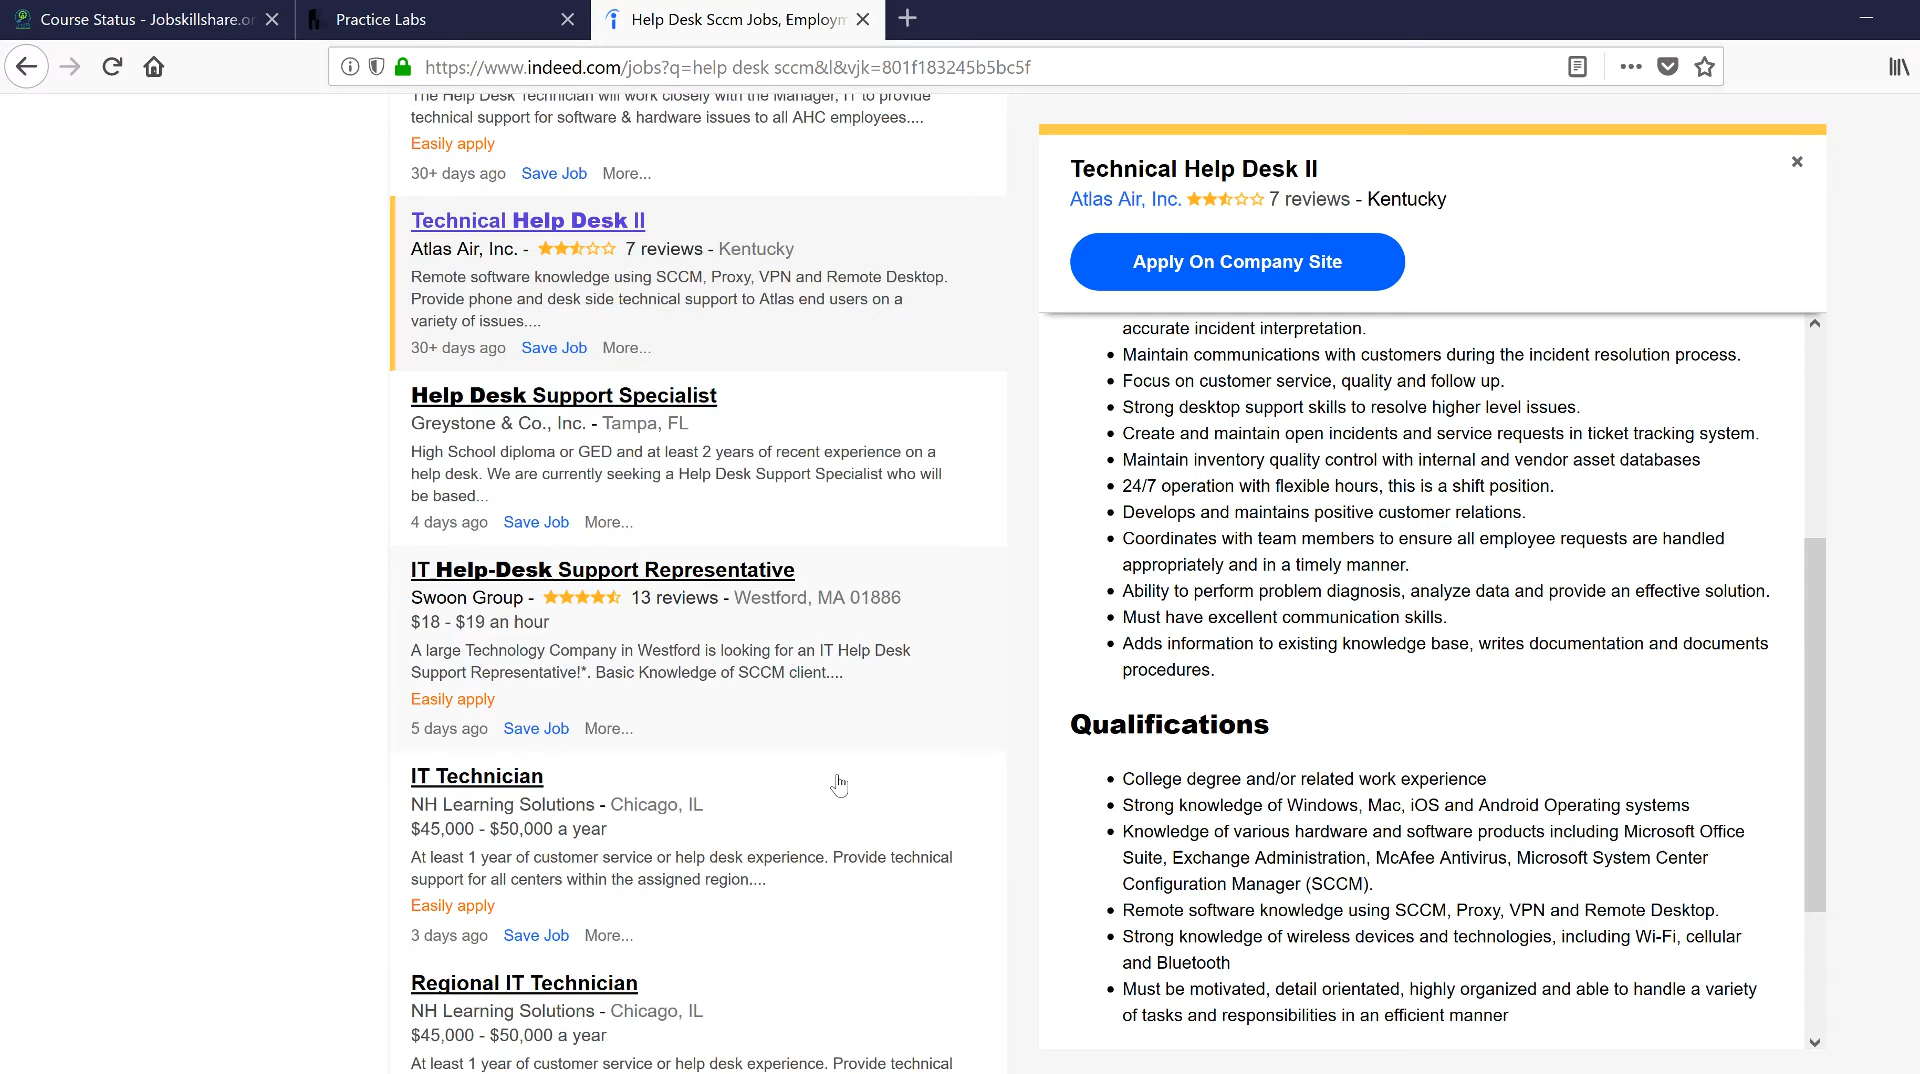 Course Status - Jobskillshare.or
Practice Labs
Help Desk Sccm Jobs, Employm
https://www.indeed.com/jobs?q=help desk sccm&l&vjk=801f183245b5bc5f
The Help Desk Technician will work closely with the Manager, IT to provide
technical support for software & hardware issues to all AHC employees....
Easily apply
30+ days ago Save Job More...
Technical Help Desk II
Atlas Air, Inc. - 7 reviews - Kentucky
Remote software knowledge using SCCM, Proxy, VPN and Remote Desktop.
Provide phone and desk side technical support to Atlas end users on a
variety of issues....
30+ days ago Save Job More...
Help Desk Support Specialist
Greystone & Co., Inc. - Tampa, FL
High School diploma or GED and at least 2 years of recent experience on a
help desk. We are currently seeking a Help Desk Support Specialist who will
be based...
4 days ago Save Job More...
IT Help-Desk Support Representative
Swoon Group - 13 reviews - Westford, MA 01886
$18 - $19 an hour
A large Technology Company in Westford is looking for an IT Help Desk
Support Representative!*. Basic Knowledge of SCCM client....
Easily apply
5 days ago Save Job More...
IT Technician
NH Learning Solutions - Chicago, IL
$45,000 - $50,000 a year
At least 1 year of customer service or help desk experience. Provide technical
support for all centers within the assigned region....
Easily apply
3 days ago Save Job More...
Regional IT Technician
NH Learning Solutions - Chicago, IL
$45,000 - $50,000 a year
At least 1 year of customer service or help desk experience. Provide technical
Technical Help Desk II
Atlas Air, Inc. 7 reviews - Kentucky
Apply On Company Site
accurate incident interpretation.
• Maintain communications with customers during the incident resolution process.
• Focus on customer service, quality and follow up.
• Strong desktop support skills to resolve higher level issues.
• Create and maintain open incidents and service requests in ticket tracking system.
• Maintain inventory quality control with internal and vendor asset databases
• 24/7 operation with flexible hours, this is a shift position.
• Develops and maintains positive customer relations.
• Coordinates with team members to ensure all employee requests are handled
appropriately and in a timely manner.
• Ability to perform problem diagnosis, analyze data and provide an effective solution.
• Must have excellent communication skills.
• Adds information to existing knowledge base, writes documentation and documents
procedures.
Qualifications
• College degree and/or related work experience
• Strong knowledge of Windows, Mac, iOS and Android Operating systems
• Knowledge of various hardware and software products including Microsoft Office
Suite, Exchange Administration, McAfee Antivirus, Microsoft System Center
Configuration Manager (SCCM).
• Remote software knowledge using SCCM, Proxy, VPN and Remote Desktop.
• Strong knowledge of wireless devices and technologies, including Wi-Fi, cellular
and Bluetooth
• Must be motivated, detail orientated, highly organized and able to handle a variety
of tasks and responsibilities in an efficient manner